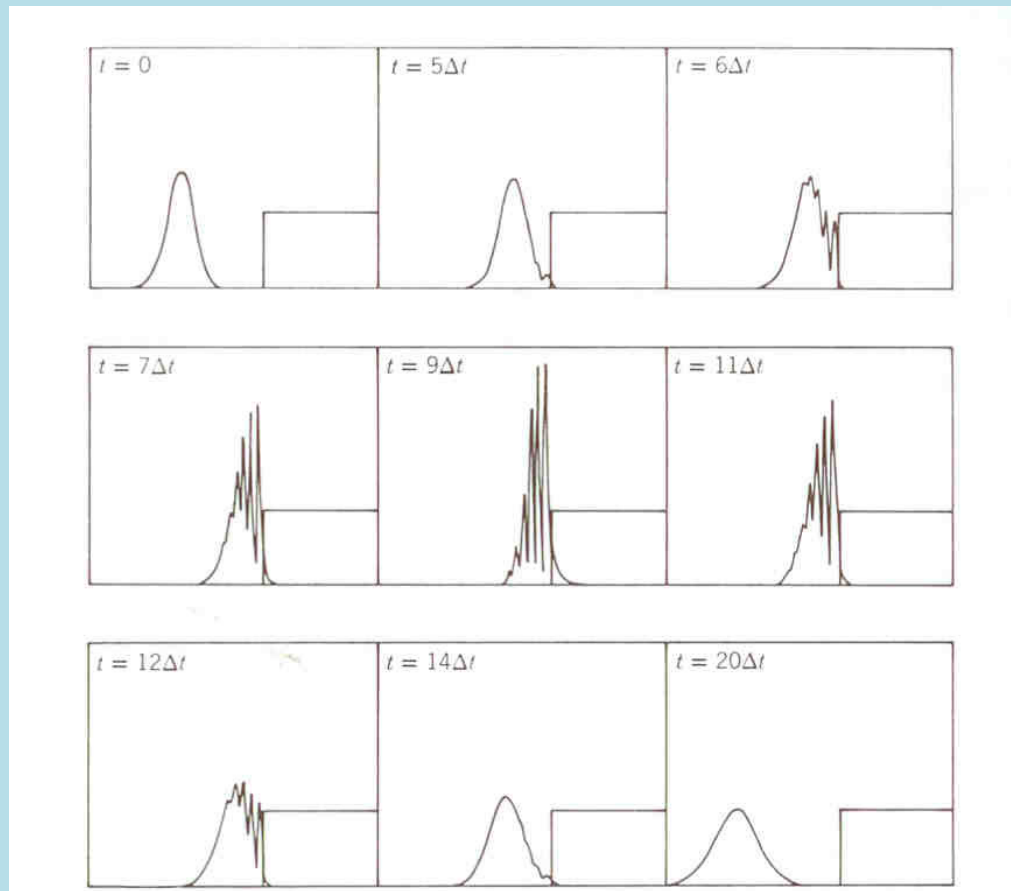 t = 0
t = 5Δt
t = 6Δt
t = 7Δt
t = 9Δt
t = 11Δt
t = 12Δt
t = 14Δt
t = 20Δt